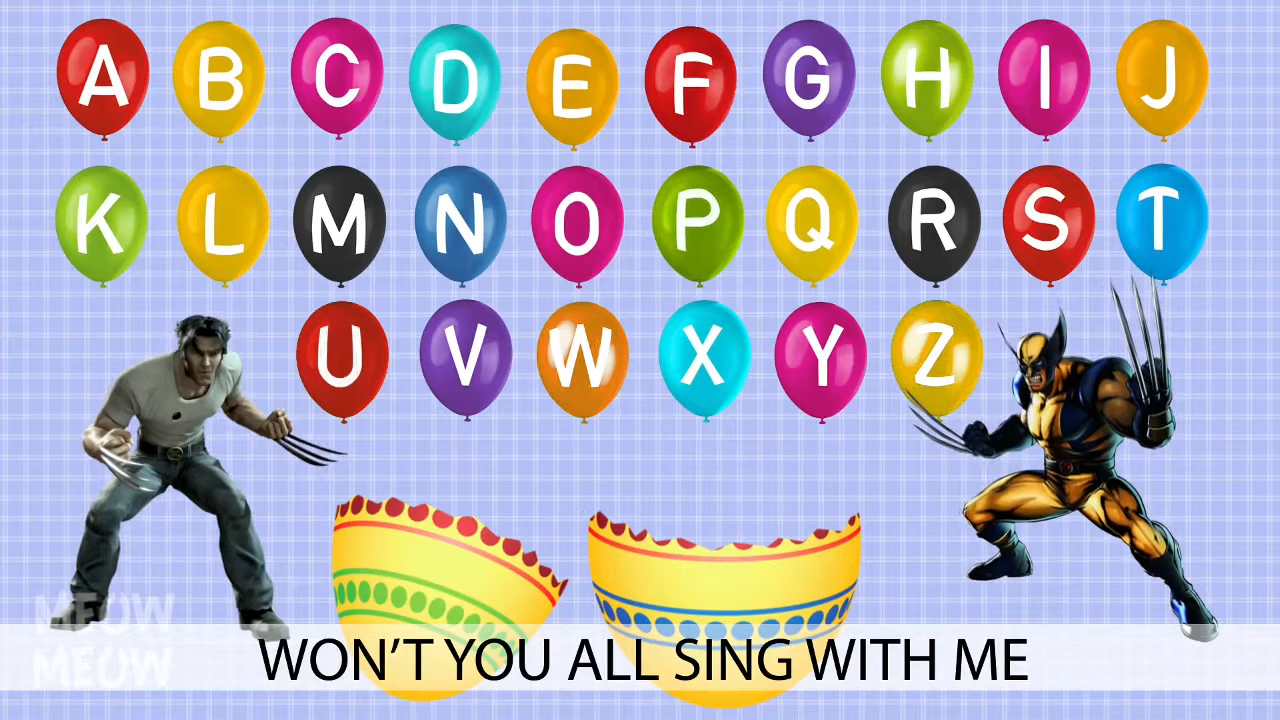 A B C D E F G H I J
K L M N O P Q R S T
U V W X Y Z
MEOW
MEOW
WON'T YOU ALL SING WITH ME